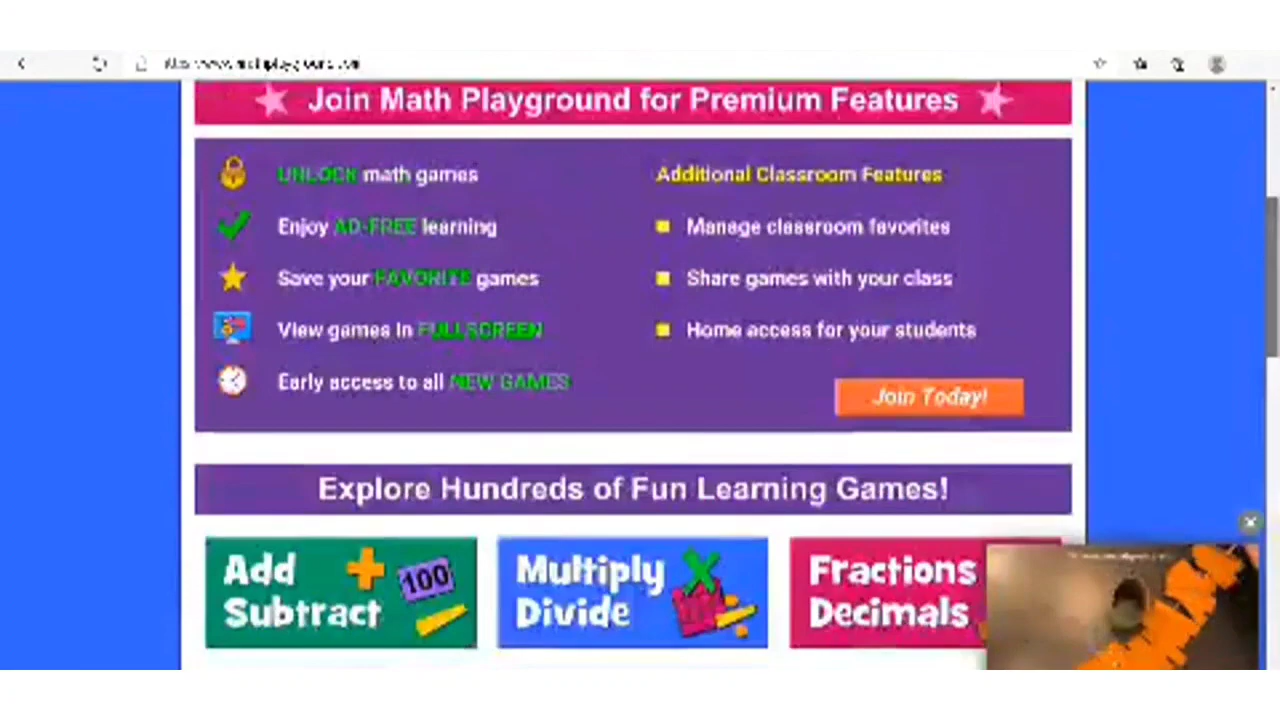 Join Math Playground for Premium Features
UNLOCK math games
Enjoy AD-FREE learning
Save your FAVORITE games
View games in FULLSCREEN
Early access to all NEW GAMES
Additional Classroom Features
Manage classroom favorites
Share games with your class
Home access for your students
Join Today!
Explore Hundreds of Fun Learning Games!
Add
Subtract
100
Multiply
Divide
Fractions
Decimals